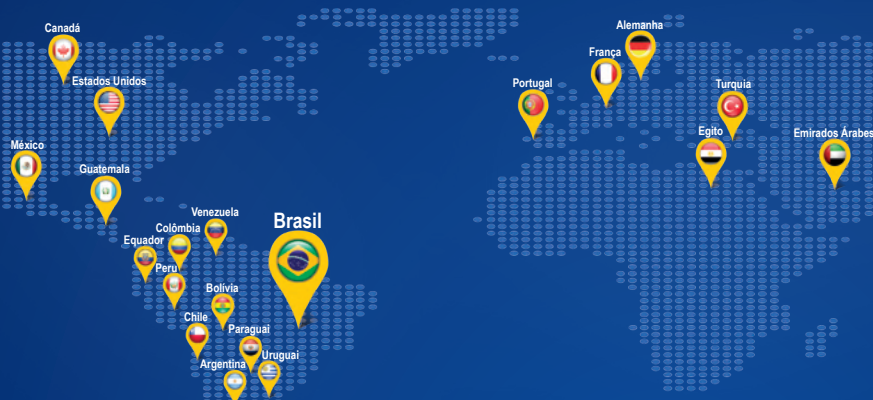 Canadá
Estados Unidos
México
Guatemala
Venezuela
Colômbia
Equador
Peru
Brasil
Bolívia
Chile
Paraguai
Uruguai
Argentina
Alemanha
França
Portugal
Turquia
Egito
Emirados Árabes